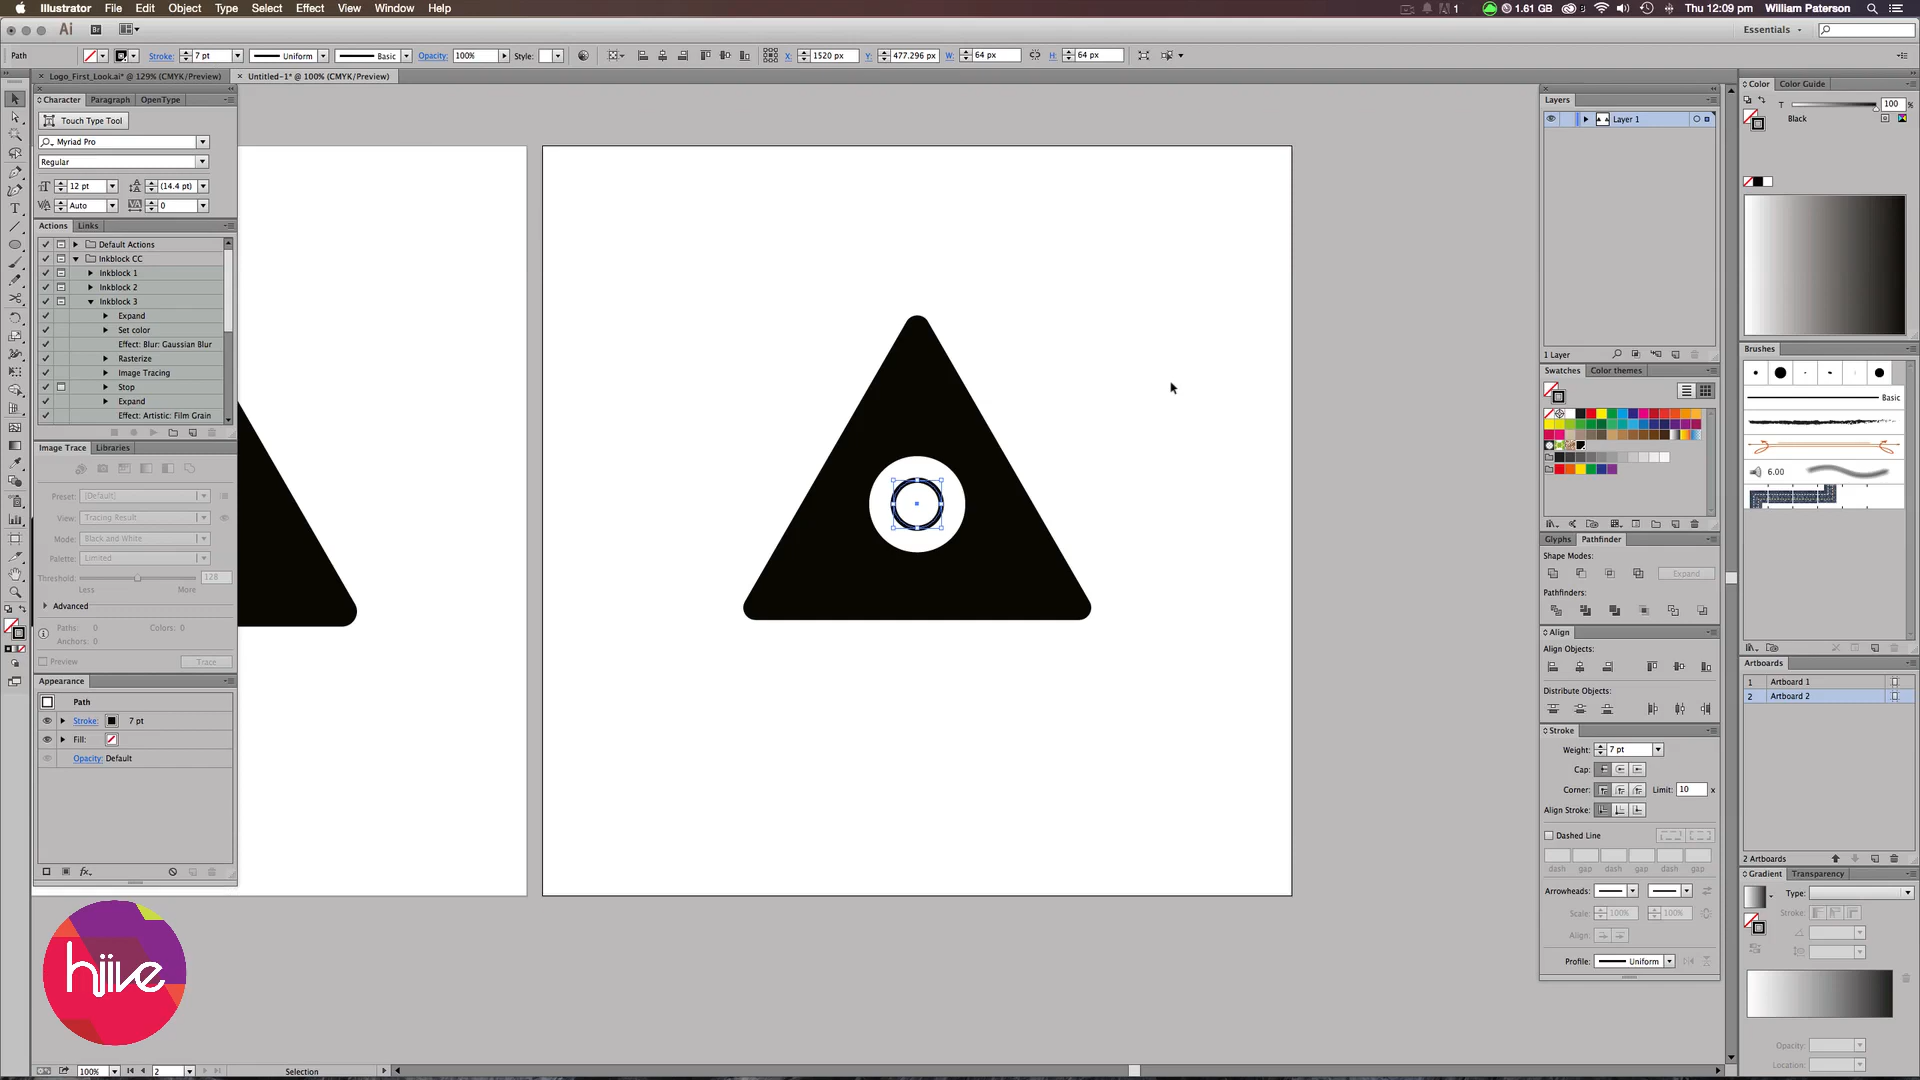 Illustrator File Edit Object Type Select Effect View Window Help
1 1.61 GB Thu 12:09 pm William Paterson
Ai Br Essentials
Path Stroke: 7 pt Uniform Basic Opacity: 100% Style: X: 1520 px Y: 477.296 px W: 64 px H: 64 px
Logo_First_Look.ai* @ 129% (CMYK/Preview) Untitled-1* @ 100% (CMYK/Preview)
Character Paragraph OpenType
Touch Type Tool
Myriad Pro
Regular
12 pt (14.4 pt)
Auto 0
Actions Links
Default Actions
Inkblock CC
Inkblock 1
Inkblock 2
Inkblock 3
Expand
Set color
Effect: Blur: Gaussian Blur
Rasterize
Image Tracing
Stop
Expand
Effect: Artistic: Film Grain
Image Trace Libraries
Preset: [Default]
View: Tracing Result
Mode: Black and White
Palette: Limited
Threshold: 128
Less More
Advanced
Paths: 0 Colors: 0
Anchors: 0
Preview Trace
Appearance
Path
Stroke: 7 pt
Fill:
Opacity: Default
fx
hiive
100% 2 Selection
Layers
Layer 1
1 Layer
Swatches Color themes
Glyphs Pathfinder
Shape Modes:
Expand
Pathfinders:
Align
Align Objects:
Distribute Objects:
Stroke
Weight: 7 pt
Cap:
Corner: Limit: 10 x
Align Stroke:
Dashed Line
dash gap dash gap dash gap
Arrowheads:
Scale: 100% 100%
Align:
Profile: Uniform
Color Color Guide
T 100 %
Black
Brushes
Basic
6.00
Artboards
1 Artboard 1
2 Artboard 2
2 Artboards
Gradient Transparency
Type:
Stroke:
Opacity:
Location: